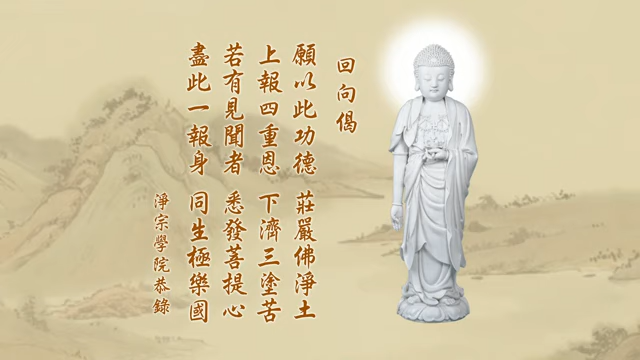 回向偈
願以此功德 莊嚴佛淨土
上報四重恩 下濟三塗苦
若有見聞者 悉發菩提心
盡此一報身 同生極樂國
淨宗學院恭錄